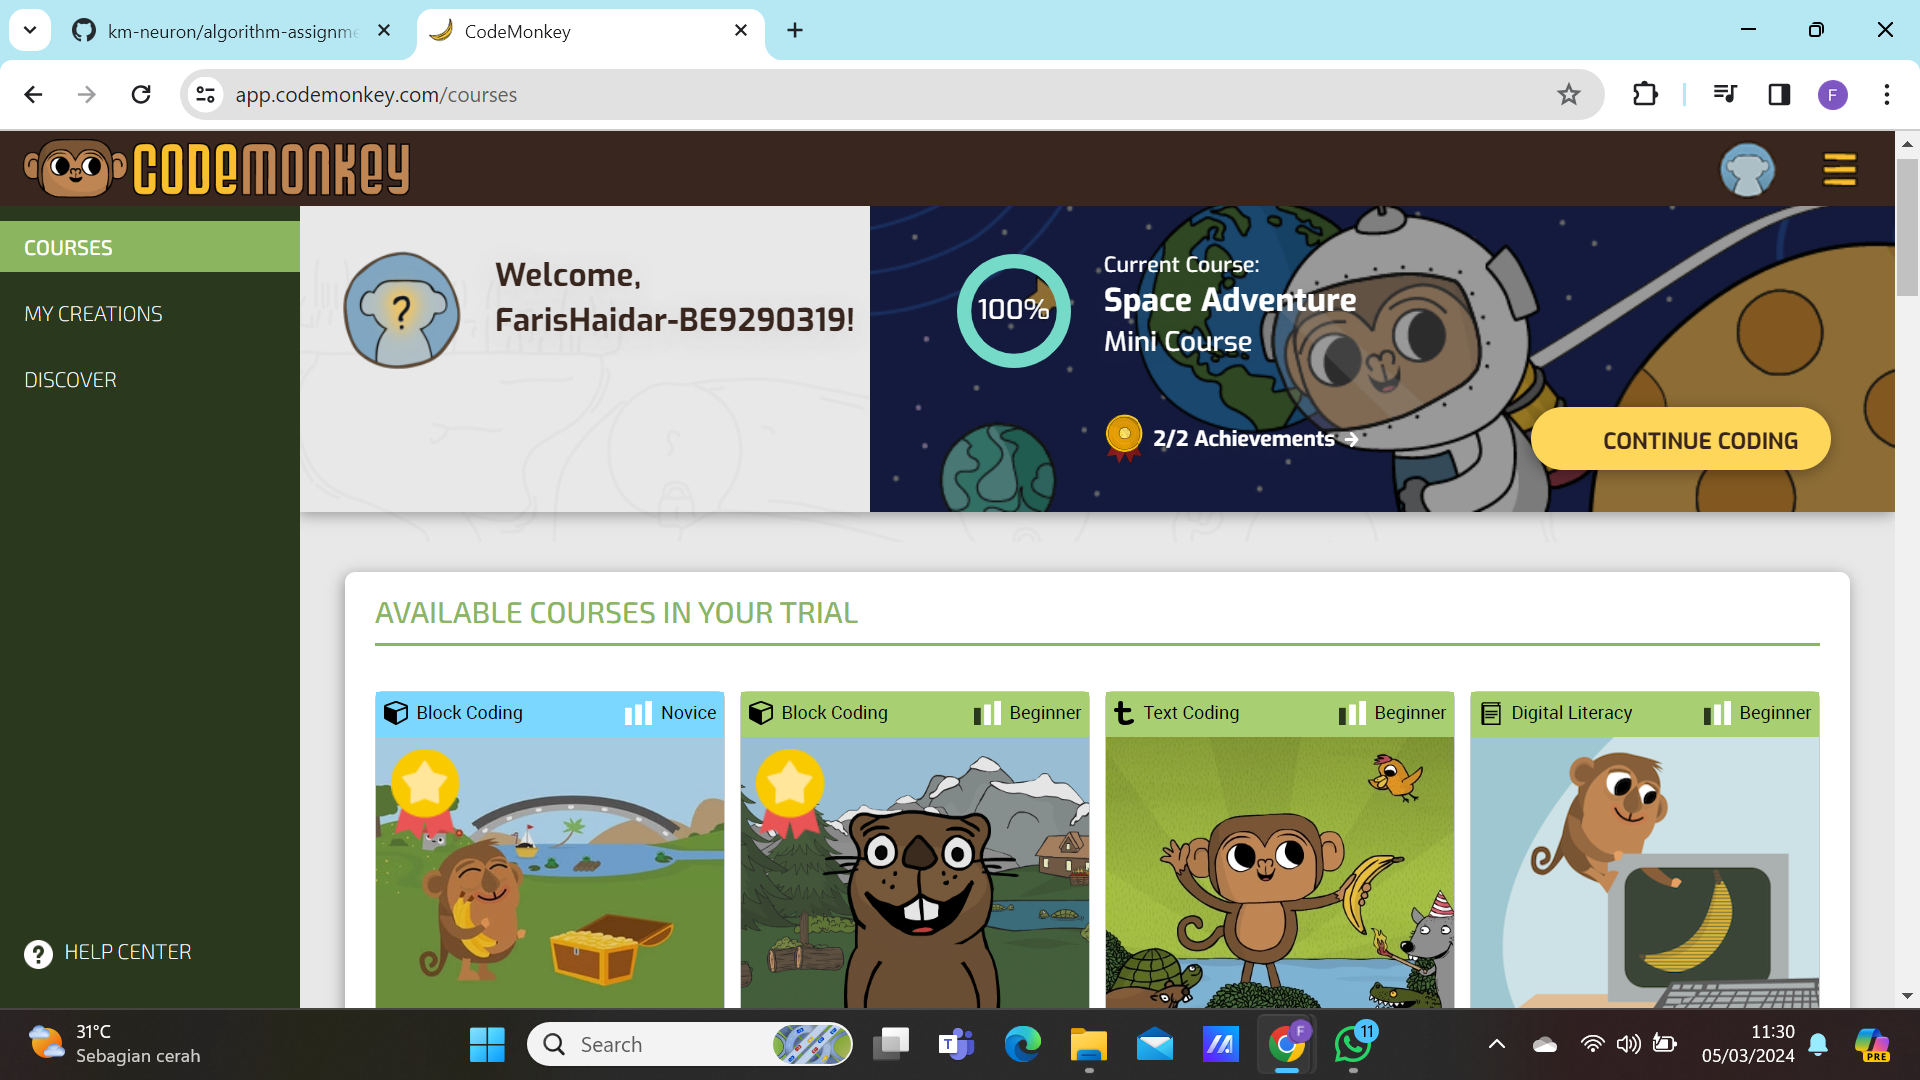 km-neuron/algorithm-assignme
CodeMonkey
app.codemonkey.com/courses
F
CODEMONKEY
COURSES
MY CREATIONS
DISCOVER
HELP CENTER
?
Welcome,
FarisHaidar-BE9290319!
100%
Current Course:
Space Adventure
Mini Course
2/2 Achievements
CONTINUE CODING
AVAILABLE COURSES IN YOUR TRIAL
Block Coding Novice
Block Coding Beginner
Text Coding Beginner
Digital Literacy Beginner
31°C
Sebagian cerah
Search
T
F
11
11:30
05/03/2024
PRE